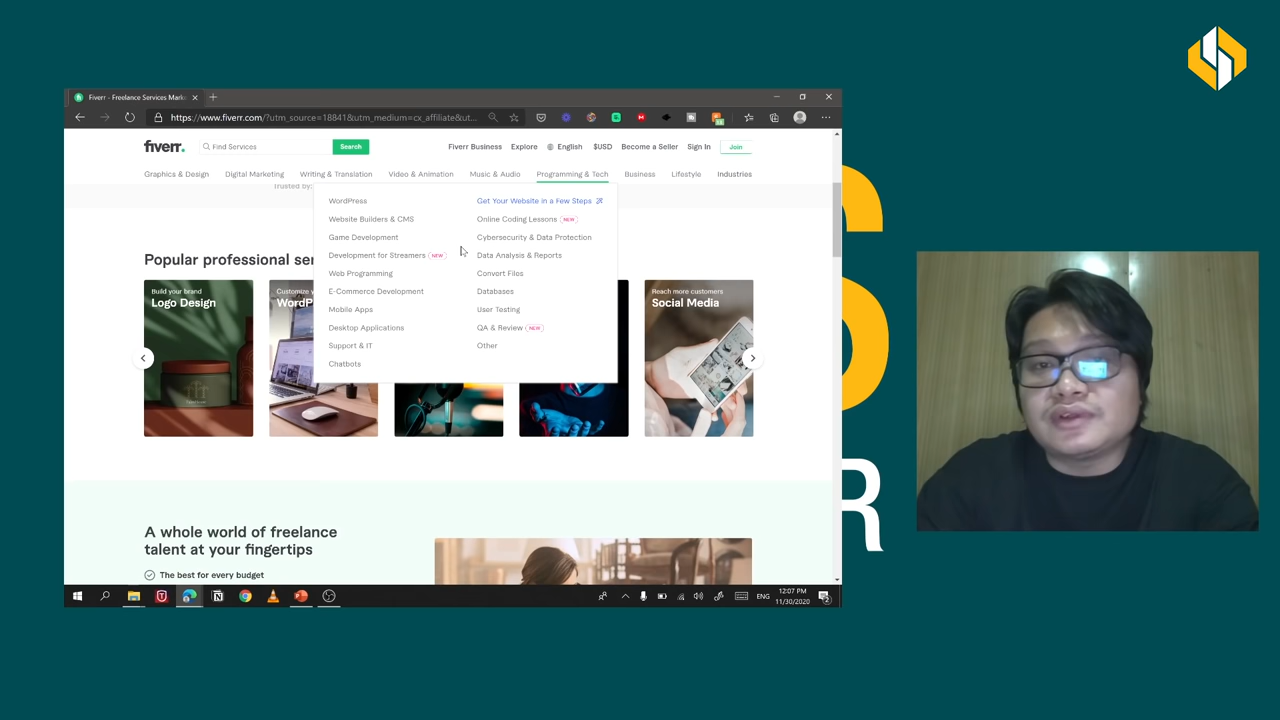 Fiverr - Freelance Services Mark
https://www.fiverr.com/?utm_source=18841&utm_medium=cx_affiliate&ut...
fiverr.
Find Services
Search
Fiverr Business
Explore
English
$USD
Become a Seller
Sign In
Join
Graphics & Design
Digital Marketing
Writing & Translation
Video & Animation
Music & Audio
Programming & Tech
Business
Lifestyle
Industries
Trusted by:
WordPress
Website Builders & CMS
Game Development
Development for Streamers NEW
Web Programming
E-Commerce Development
Mobile Apps
Desktop Applications
Support & IT
Chatbots
Get Your Website in a Few Steps
Online Coding Lessons NEW
Cybersecurity & Data Protection
Data Analysis & Reports
Convert Files
Databases
User Testing
QA & Review NEW
Other
Popular professional ser
Build your brand
Logo Design
Customize y
WordP
Reach more customers
Social Media
A whole world of freelance
talent at your fingertips
The best for every budget
ENG
12:07 PM
11/30/2020
R